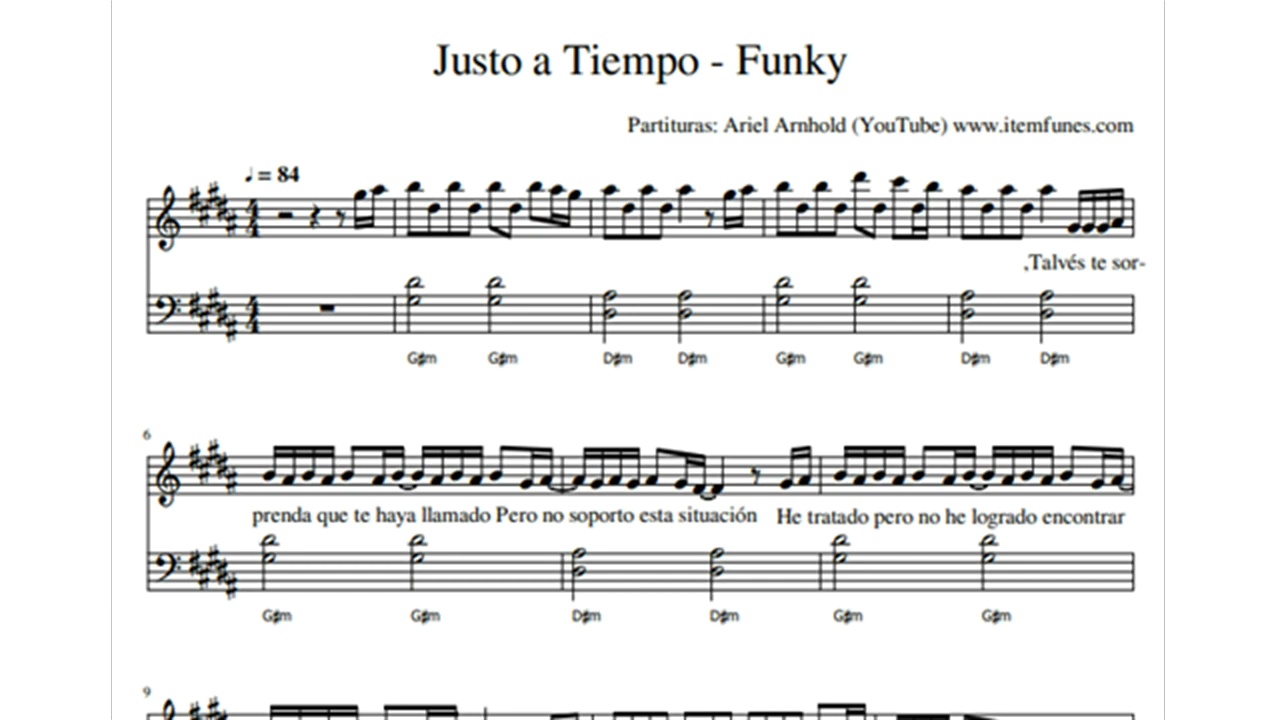 Justo a Tiempo - Funky
Partituras: Ariel Arnhold (YouTube) www.itemfunes.com
♩ = 84
,Talvés te sor-
G♯m G♯m D♯m D♯m G♯m G♯m D♯m D♯m
6
prenda que te haya llamado Pero no soporto esta situación He tratado pero no he logrado encontrar
G♯m G♯m D♯m D♯m G♯m G♯m
9